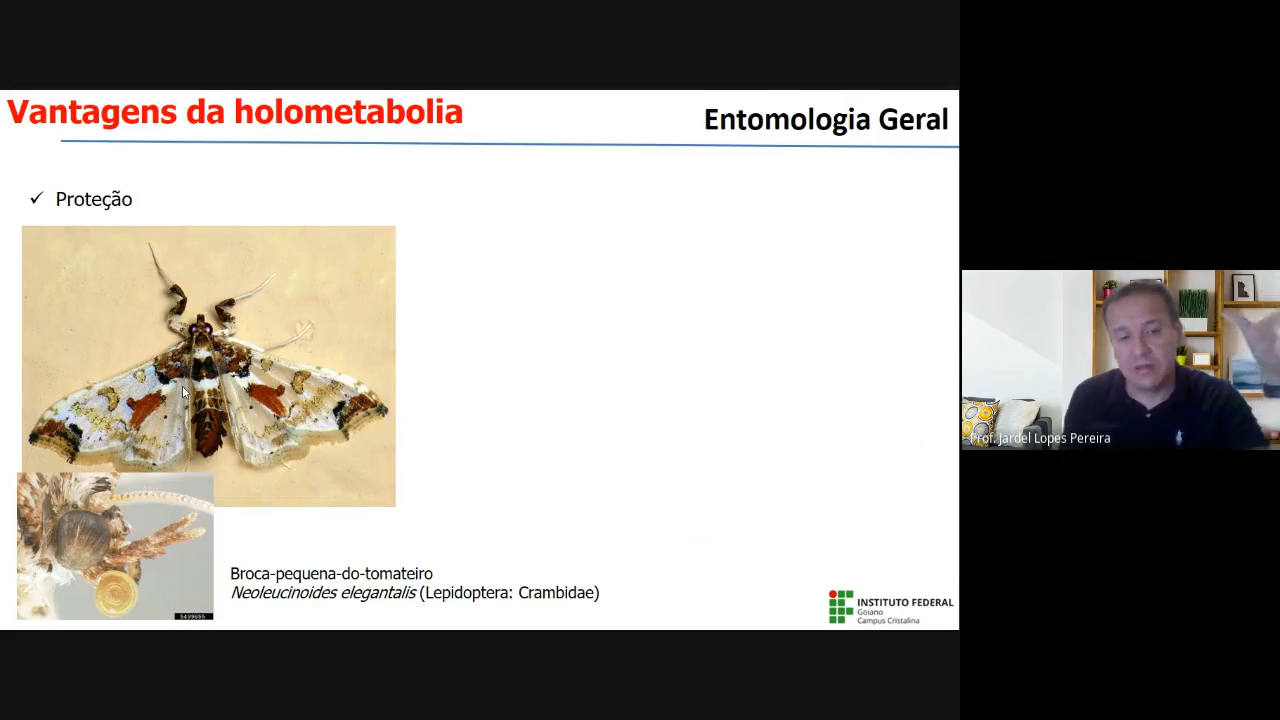 Vantagens da holometabolia
Entomologia Geral
✓ Proteção
Broca-pequena-do-tomateiro
Neoleucinoides elegantalis (Lepidoptera: Crambidae)
5499655
INSTITUTO FEDERAL
Goiano
Campus Cristalina
Prof. Jardel Lopes Pereira